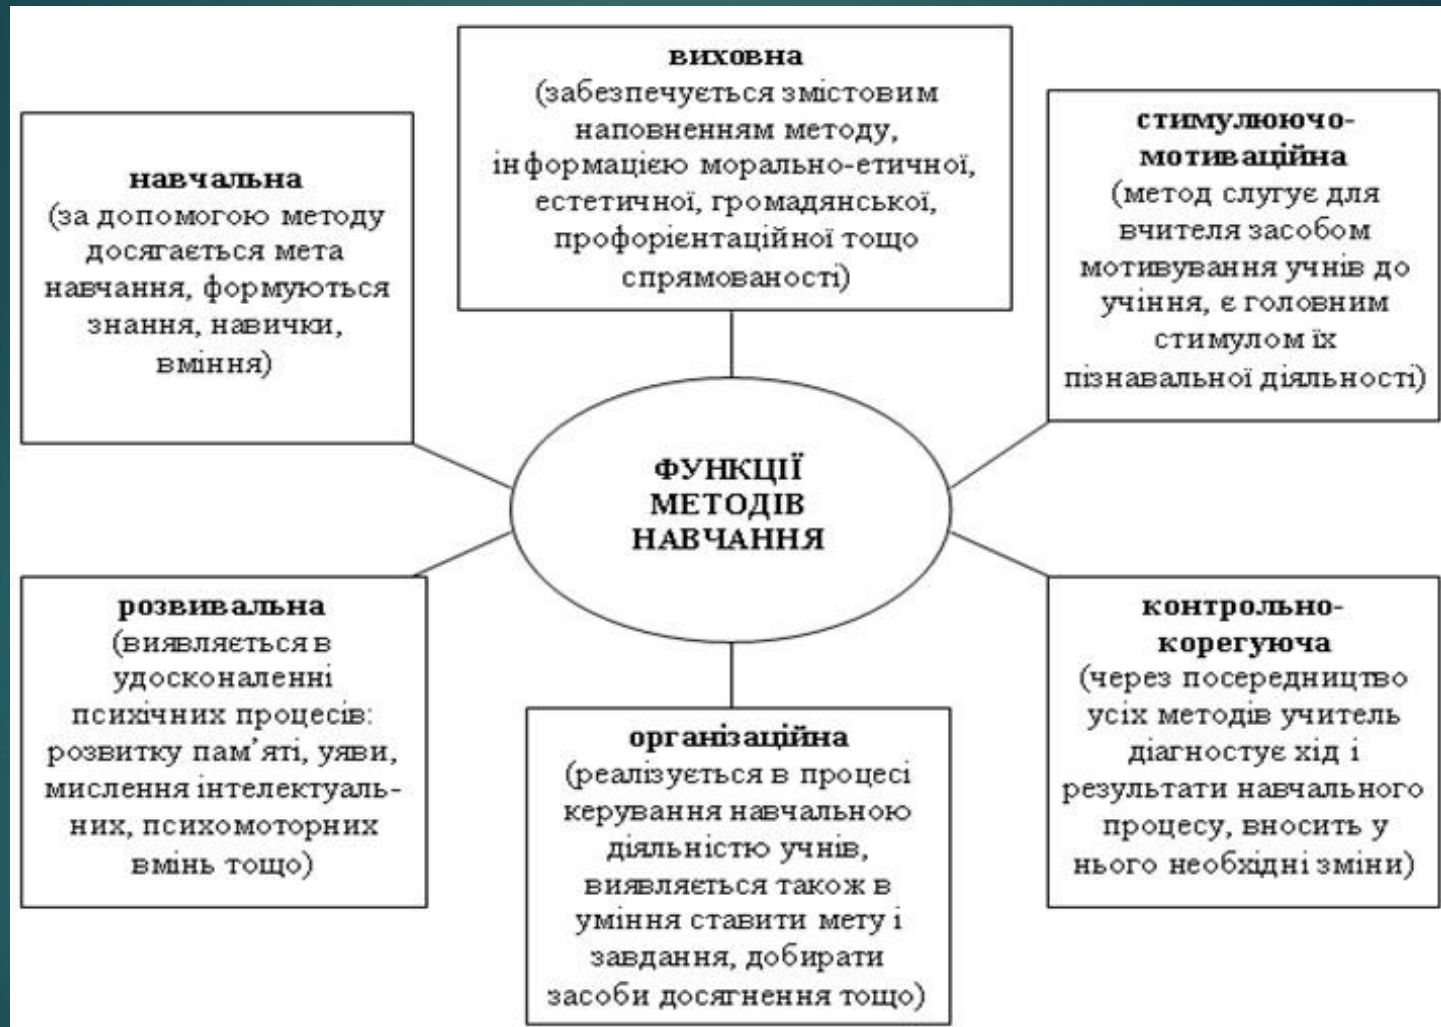 виховна
(забезпечується змістовим
наповненням методу,
інформацією морально-етичної,
естетичної, громадянської,
профорієнтаційної тощо
спрямованості)
навчальна
(за допомогою методу
досягається мета
навчання, формуються
знання, навички,
вміння)
стимулюючо-
мотиваційна
(метод слугує для
вчителя засобом
мотивування учнів до
учіння, є головним
стимулом їх
пізнавальної діяльності)
ФУНКЦІЇ
МЕТОДІВ
НАВЧАННЯ
розвивальна
(виявляється в
удосконаленні
психічних процесів:
розвитку пам’яті, уяви,
мислення інтелектуаль-
них, психомоторних
вмінь тощо)
організаційна
(реалізується в процесі
керування навчальною
діяльністю учнів,
виявляється також в
уміння ставити мету і
завдання, добирати
засоби досягнення тощо)
контрольно-
корегуюча
(через посередництво
усіх методів учитель
діагностує хід і
результати навчального
процесу, вносить у
нього необхідні зміни)